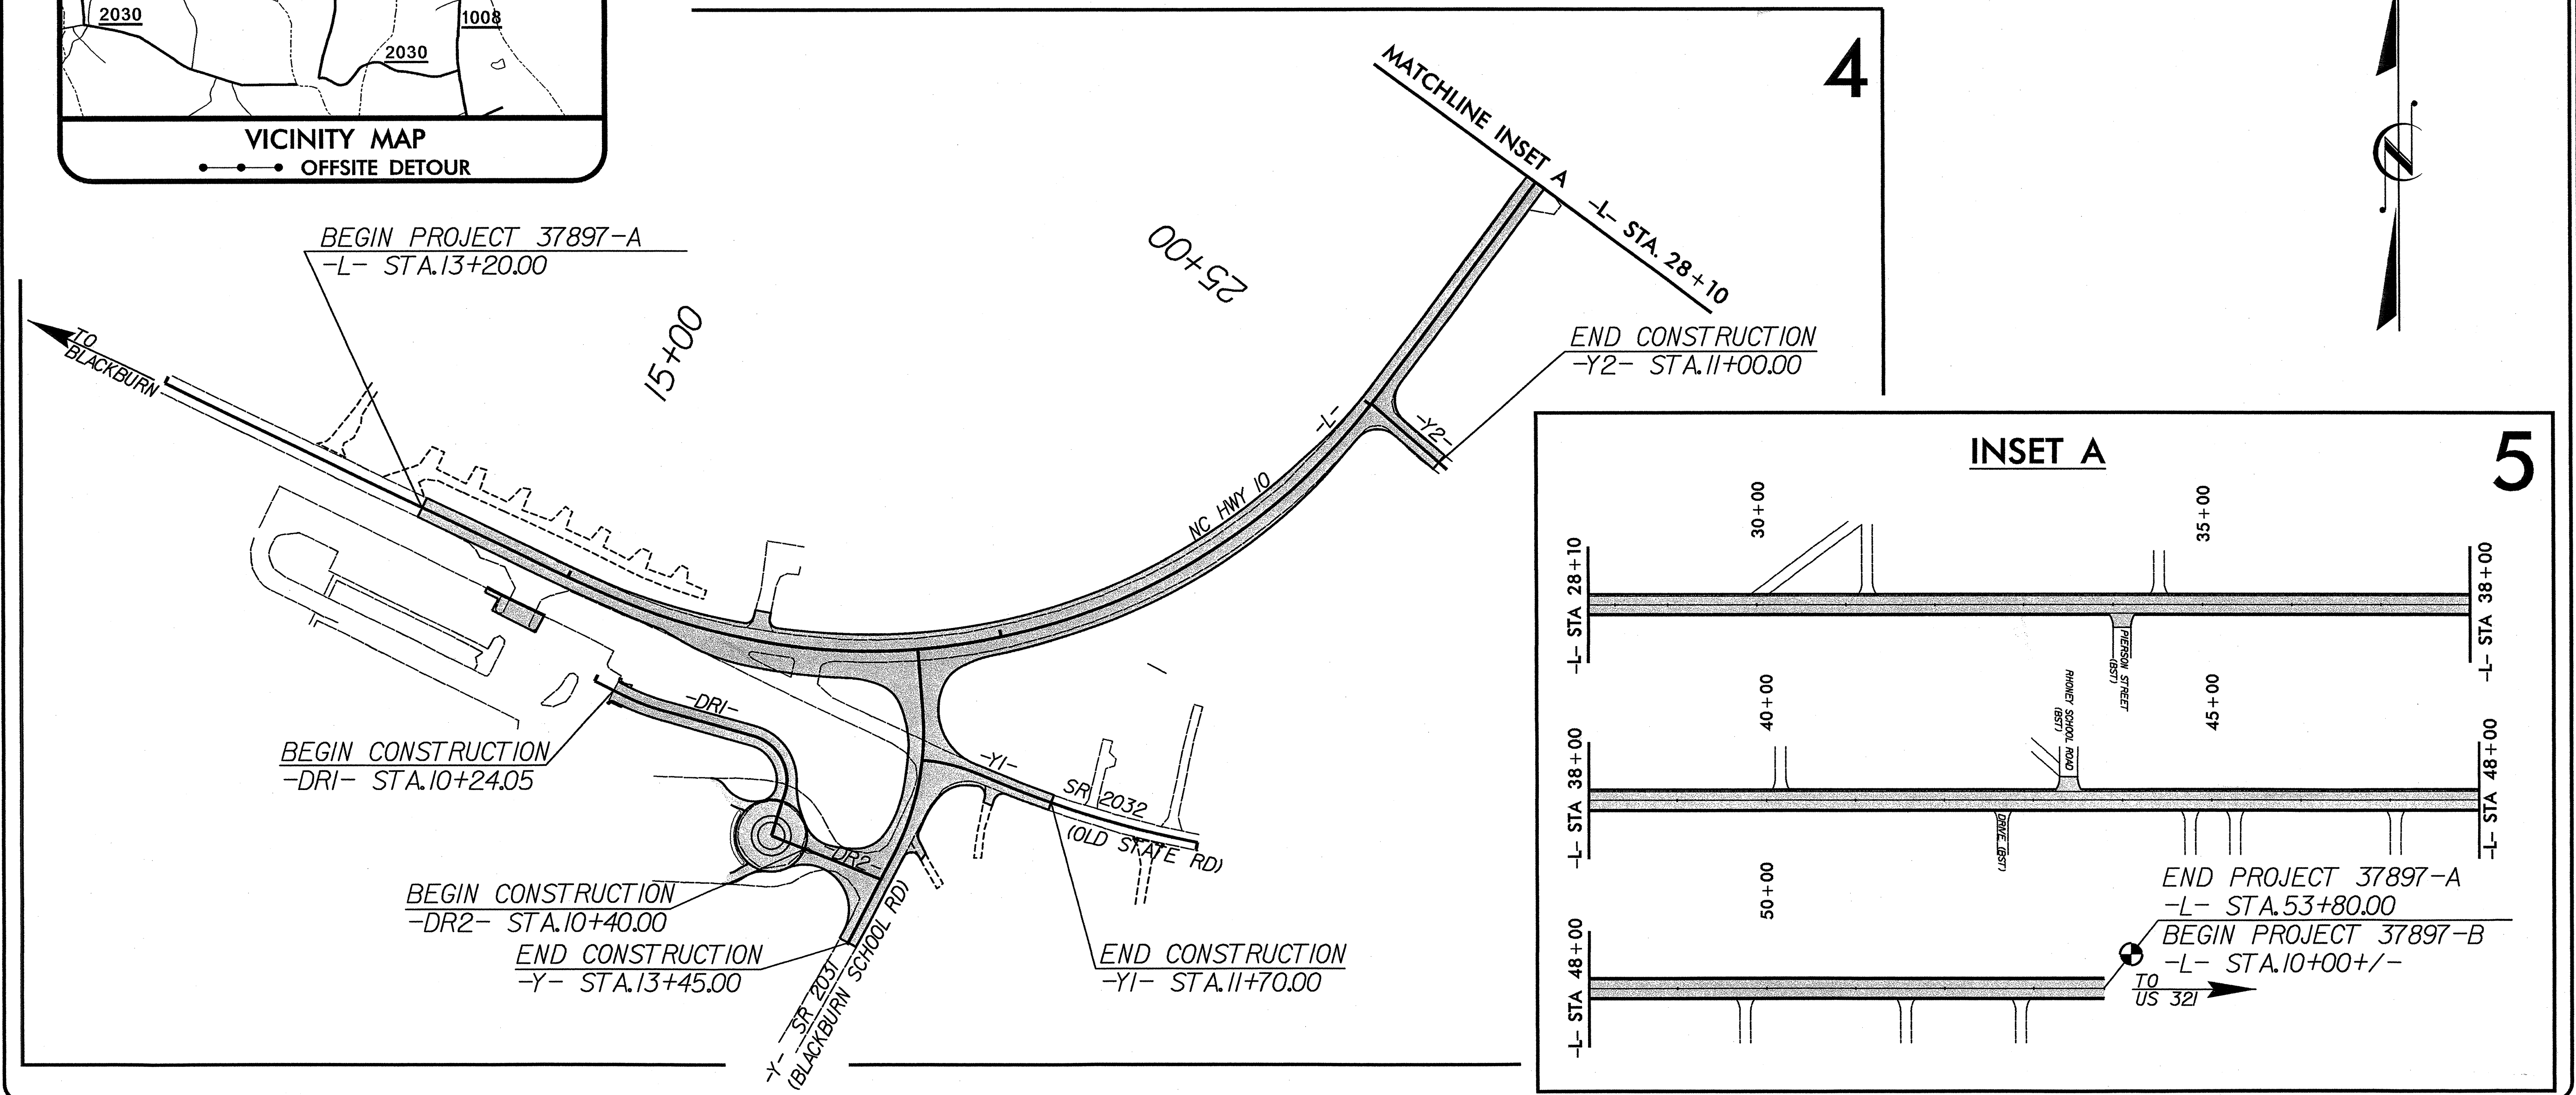 2030
1008
2030
VICINITY MAP
OFFSITE DETOUR
4
MATCHLINE INSET A -L- STA. 28+10
N
BEGIN PROJECT 37897-A
-L- STA.13+20.00
15+00
25+00
TO
BLACKBURN
END CONSTRUCTION
-Y2- STA.11+00.00
-L-
-Y2-
NC HWY 10
-DR1-
BEGIN CONSTRUCTION
-DR1- STA.10+24.05
-Y1-
SR 2032
(OLD STATE RD)
-DR2-
BEGIN CONSTRUCTION
-DR2- STA.10+40.00
END CONSTRUCTION
-Y- STA.13+45.00
END CONSTRUCTION
-Y1- STA.11+70.00
-Y- SR 2031
(BLACKBURN SCHOOL RD)
INSET A
5
30+00
35+00
-L- STA 28+10
-L- STA 38+00
PIERSON STREET
(BST)
40+00
RHONEY SCHOOL ROAD
(BST)
45+00
-L- STA 38+00
-L- STA 48+00
DRIVE (BST)
50+00
END PROJECT 37897-A
-L- STA.53+80.00
BEGIN PROJECT 37897-B
-L- STA.10+00+/-
-L- STA 48+00
TO
US 321